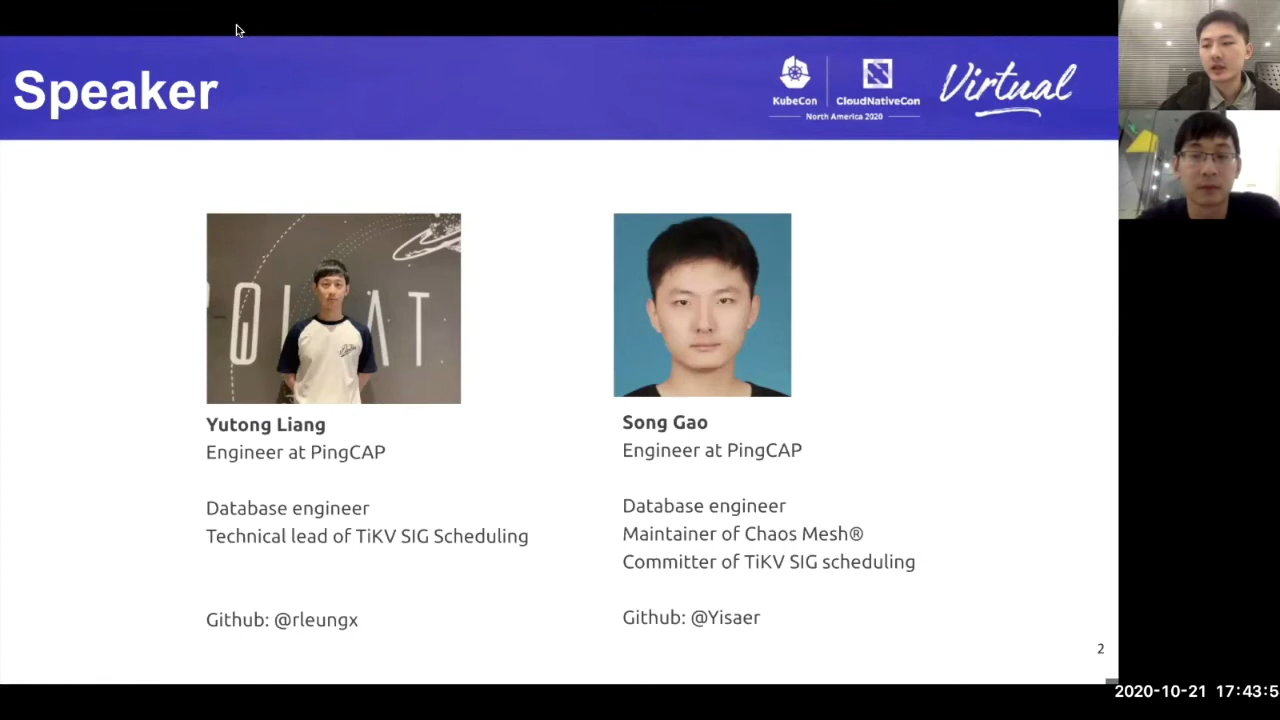 Speaker
KubeCon
CloudNativeCon
North America 2020
Virtual
Yutong Liang
Engineer at PingCAP
Database engineer
Technical lead of TiKV SIG Scheduling
Github: @rleungx
Song Gao
Engineer at PingCAP
Database engineer
Maintainer of Chaos Mesh®
Committer of TiKV SIG scheduling
Github: @Yisaer
2
2020-10-21 17:43:5